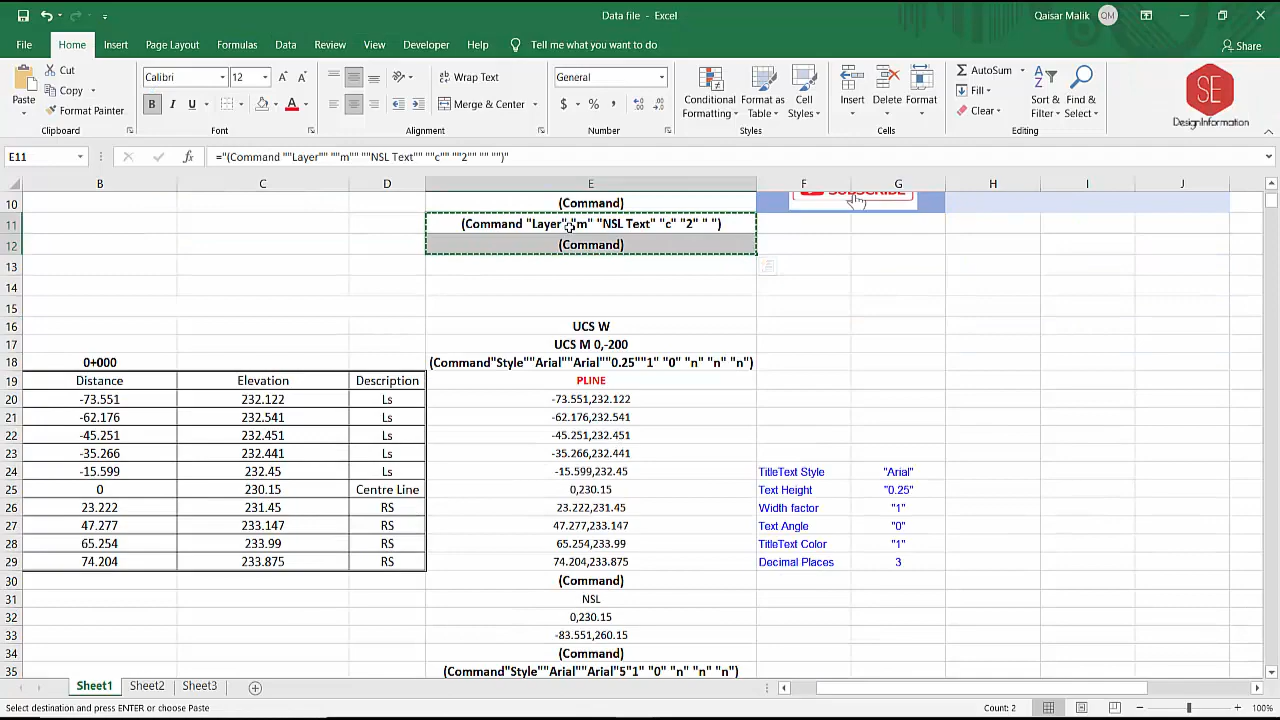 Data file - Excel
Qaisar Malik QM
File Home Insert Page Layout Formulas Data Review View Developer Help Tell me what you want to do Share
Paste
Cut
Copy
Format Painter
Clipboard
Calibri 12
B I U
Font
Wrap Text
Merge & Center
Alignment
General
$ % ,
Number
Conditional Formatting
Format as Table
Cell Styles
Styles
Insert Delete Format
Cells
AutoSum
Fill
Clear
Sort & Filter
Find & Select
Editing
SE
DesignInformation
E11 fx ="(Command ""Layer"" ""m"" ""NSL Text"" ""c"" ""2"" "" "")"
B C D E F G H I J
10 (Command) SUBSCRIBE
11 (Command "Layer" "m" "NSL Text" "c" "2" " ")
12 (Command)
13
14
15
16 UCS W
17 UCS M 0,-200
18 0+000 (Command"Style""Arial""Arial""0.25""1" "0" "n" "n" "n")
19 Distance Elevation Description PLINE
20 -73.551 232.122 Ls -73.551,232.122
21 -62.176 232.541 Ls -62.176,232.541
22 -45.251 232.451 Ls -45.251,232.451
23 -35.266 232.441 Ls -35.266,232.441
24 -15.599 232.45 Ls -15.599,232.45 TitleText Style "Arial"
25 0 230.15 Centre Line 0,230.15 Text Height "0.25"
26 23.222 231.45 RS 23.222,231.45 Width factor "1"
27 47.277 233.147 RS 47.277,233.147 Text Angle "0"
28 65.254 233.99 RS 65.254,233.99 TitleText Color "1"
29 74.204 233.875 RS 74.204,233.875 Decimal Places 3
30 (Command)
31 NSL
32 0,230.15
33 -83.551,260.15
34 (Command)
35 (Command"Style""Arial""Arial"5"1" "0" "n" "n" "n")
Sheet1 Sheet2 Sheet3
Select destination and press ENTER or choose Paste Count: 2 100%